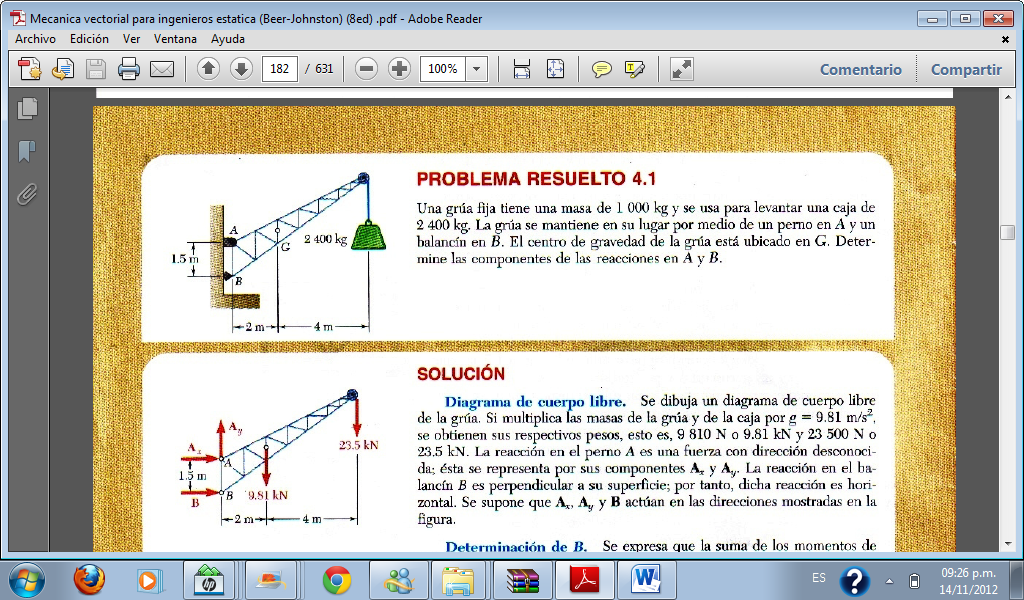 Mecanica vectorial para ingenieros estatica (Beer-Johnston) (8ed) .pdf - Adobe Reader
Archivo Edición Ver Ventana Ayuda
182 / 631 100% Comentario Compartir
PROBLEMA RESUELTO 4.1
Una grúa fija tiene una masa de 1 000 kg y se usa para levantar una caja de
2 400 kg. La grúa se mantiene en su lugar por medio de un perno en A y un
balancín en B. El centro de gravedad de la grúa está ubicado en G. Deter-
mine las componentes de las reacciones en A y B.
A
2 400 kg
G
1.5 m
B
2 m
4 m
SOLUCIÓN
Diagrama de cuerpo libre. Se dibuja un diagrama de cuerpo libre
de la grúa. Si multiplica las masas de la grúa y de la caja por g = 9.81 m/s²,
se obtienen sus respectivos pesos, esto es, 9 810 N o 9.81 kN y 23 500 N o
23.5 kN. La reacción en el perno A es una fuerza con dirección desconoci-
da; ésta se representa por sus componentes Aₓ y Aᵧ. La reacción en el ba-
lancín B es perpendicular a su superficie; por tanto, dicha reacción es hori-
zontal. Se supone que Aₓ, Aᵧ y B actúan en las direcciones mostradas en la
figura.
Determinación de B. Se expresa que la suma de los momentos de
Aᵧ
Aₓ
23.5 kN
A
1.5 m
B
B
9.81 kN
2 m
4 m
ES
09:26 p.m.
14/11/2012